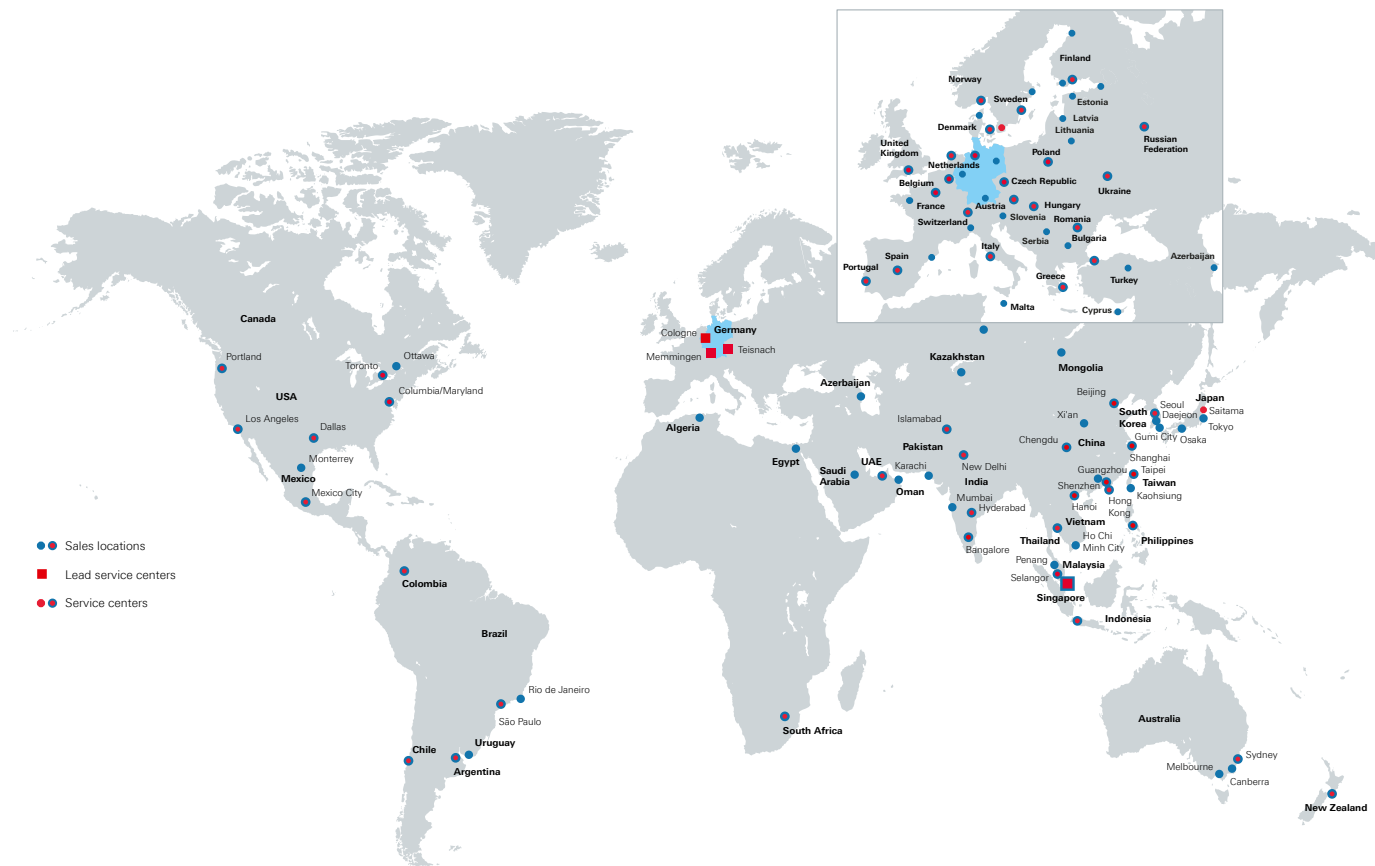 Finland
Norway
Sweden
Estonia
Latvia
Denmark
Lithuania
Russian
Federation
United
Kingdom
Poland
Netherlands
Belgium
Czech Republic
Ukraine
France
Austria
Hungary
Switzerland
Slovenia
Romania
Serbia
Bulgaria
Italy
Azerbaijan
Spain
Portugal
Greece
Turkey
Malta
Cyprus
Canada
Portland
Toronto
Ottawa
Columbia/Maryland
USA
Los Angeles
Dallas
Monterrey
Mexico
Mexico City
Cologne
Germany
Memmingen
Teisnach
Kazakhstan
Mongolia
Azerbaijan
Beijing
Japan
Seoul
Saitama
South
Korea
Daejeon
Tokyo
Algeria
Islamabad
Xi'an
Gumi City
Osaka
Chengdu
China
Pakistan
Shanghai
Egypt
UAE
Karachi
New Delhi
Saudi
Arabia
Guangzhou
Taipei
India
Oman
Shenzhen
Taiwan
Kaohsiung
Mumbai
Hyderabad
Hanoi
Hong
Kong
Vietnam
Thailand
Ho Chi
Minh City
Philippines
Bangalore
Penang
Malaysia
Selangor
Singapore
Indonesia
Sales locations
Lead service centers
Service centers
Colombia
Brazil
Rio de Janeiro
São Paulo
Uruguay
Chile
Argentina
South Africa
Australia
Sydney
Melbourne
Canberra
New Zealand